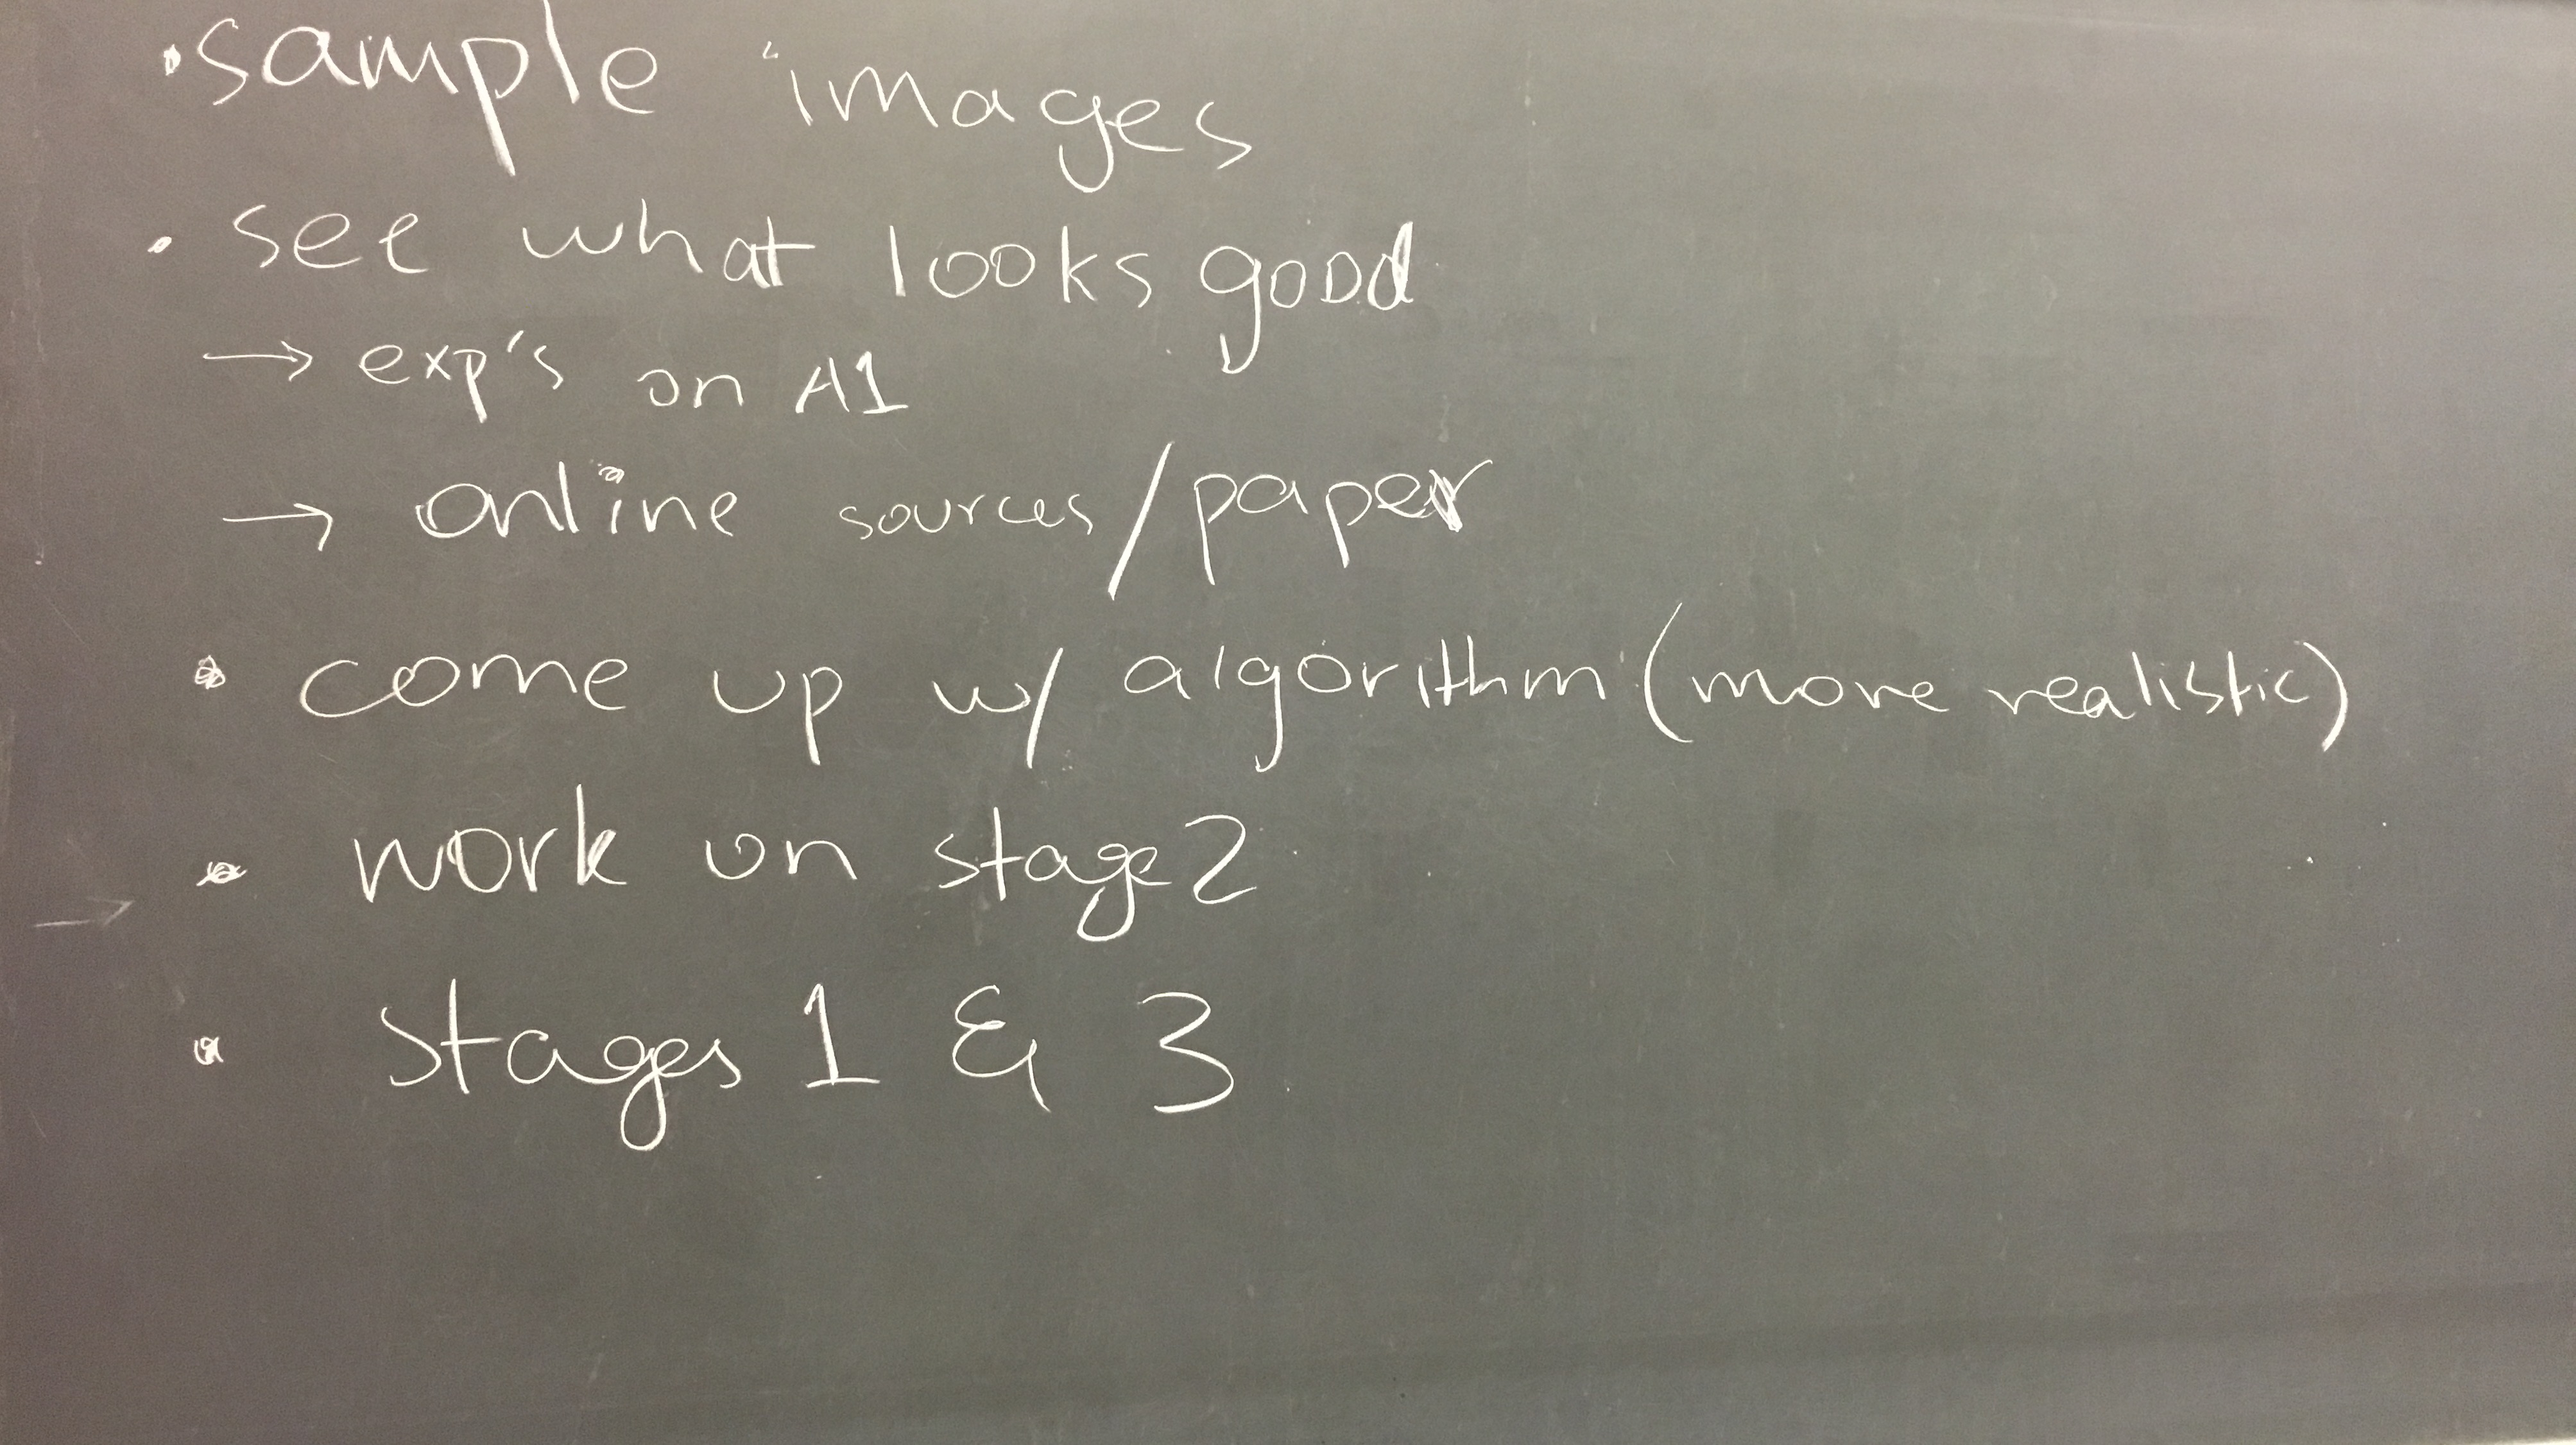 • sample images
• see what looks good
→ exp's on A1
→ online sources/paper
• come up w/ algorithm (more realistic)
• work on stage 2
→
• stages 1 & 3